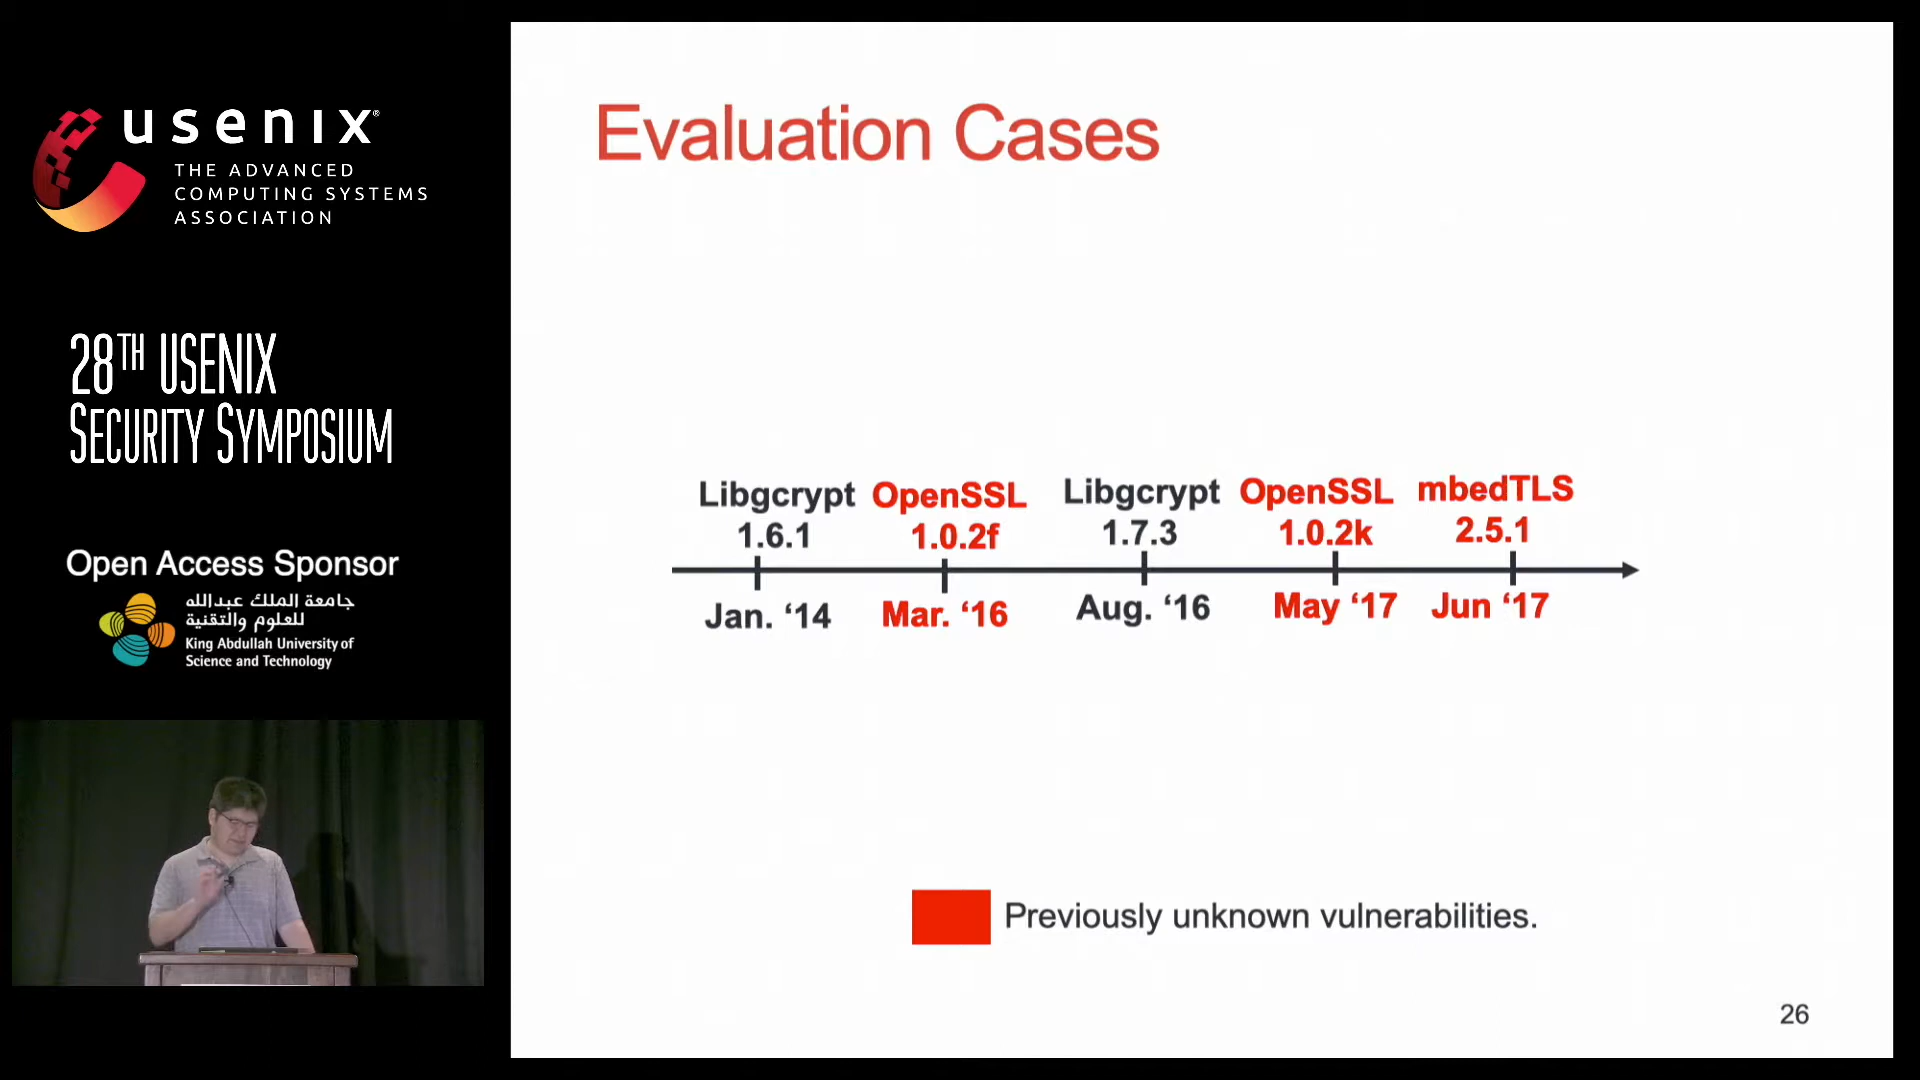 usenix
THE ADVANCED
COMPUTING SYSTEMS
ASSOCIATION
28TH USENIX
SECURITY SYMPOSIUM
Open Access Sponsor
جامعة الملك عبدالله
للعلوم والتقنية
King Abdullah University of
Science and Technology
Evaluation Cases
Libgcrypt OpenSSL Libgcrypt OpenSSL mbedTLS
1.6.1 1.0.2f 1.7.3 1.0.2k 2.5.1
Jan. ‘14 Mar. ‘16 Aug. ‘16 May ‘17 Jun ‘17
Previously unknown vulnerabilities.
26